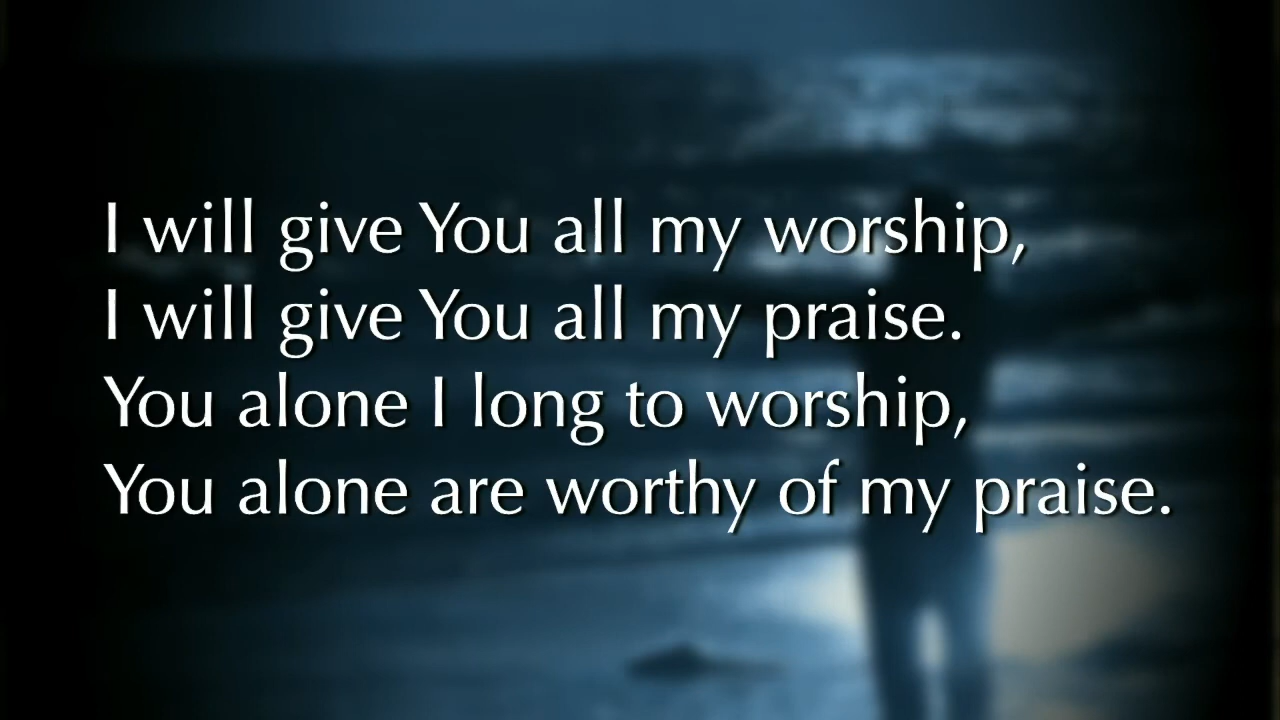 I will give You all my worship,
I will give You all my praise.
You alone I long to worship,
You alone are worthy of my praise.